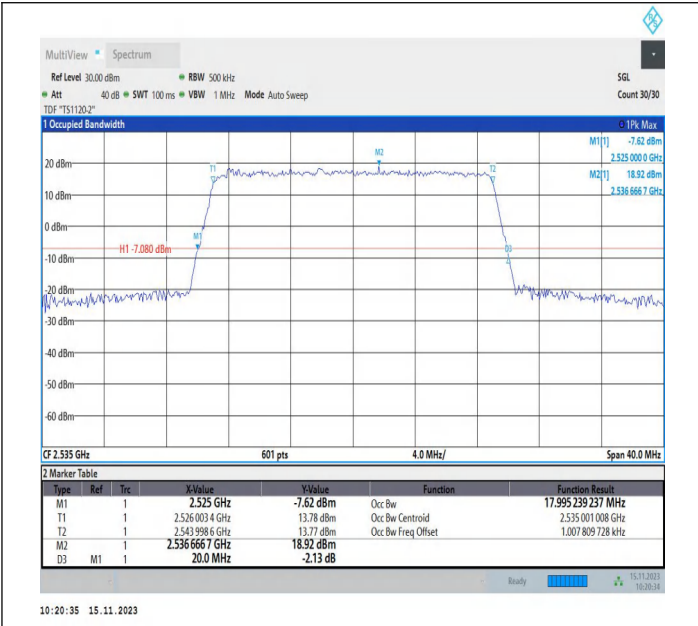 MultiView Spectrum
Ref Level 30.00 dBm RBW 500 kHz SGL
Att 40 dB SWT 100 ms VBW 1 MHz Mode Auto Sweep Count 30/30
TDF "TS1120-2"
1 Occupied Bandwidth 1Pk Max
M1[1] -7.62 dBm
2.525 000 0 GHz
M2[1] 18.92 dBm
2.536 666 7 GHz
M2
20 dBm
T1 T2
10 dBm
0 dBm
M1
H1 -7.080 dBm
D3
-10 dBm
-20 dBm
-30 dBm
-40 dBm
-50 dBm
-60 dBm
CF 2.535 GHz 601 pts 4.0 MHz/ Span 40.0 MHz
2 Marker Table
Type Ref Trc X-Value Y-Value Function Function Result
M1 1 2.525 GHz -7.62 dBm Occ Bw 17.995 239 237 MHz
T1 1 2.526 003 4 GHz 13.78 dBm Occ Bw Centroid 2.535 001 008 GHz
T2 1 2.543 998 6 GHz 13.77 dBm Occ Bw Freq Offset 1.007 809 728 kHz
M2 1 2.536 666 7 GHz 18.92 dBm
D3 M1 1 20.0 MHz -2.13 dB
Ready 15.11.2023
10:20:34
10:20:35 15.11.2023